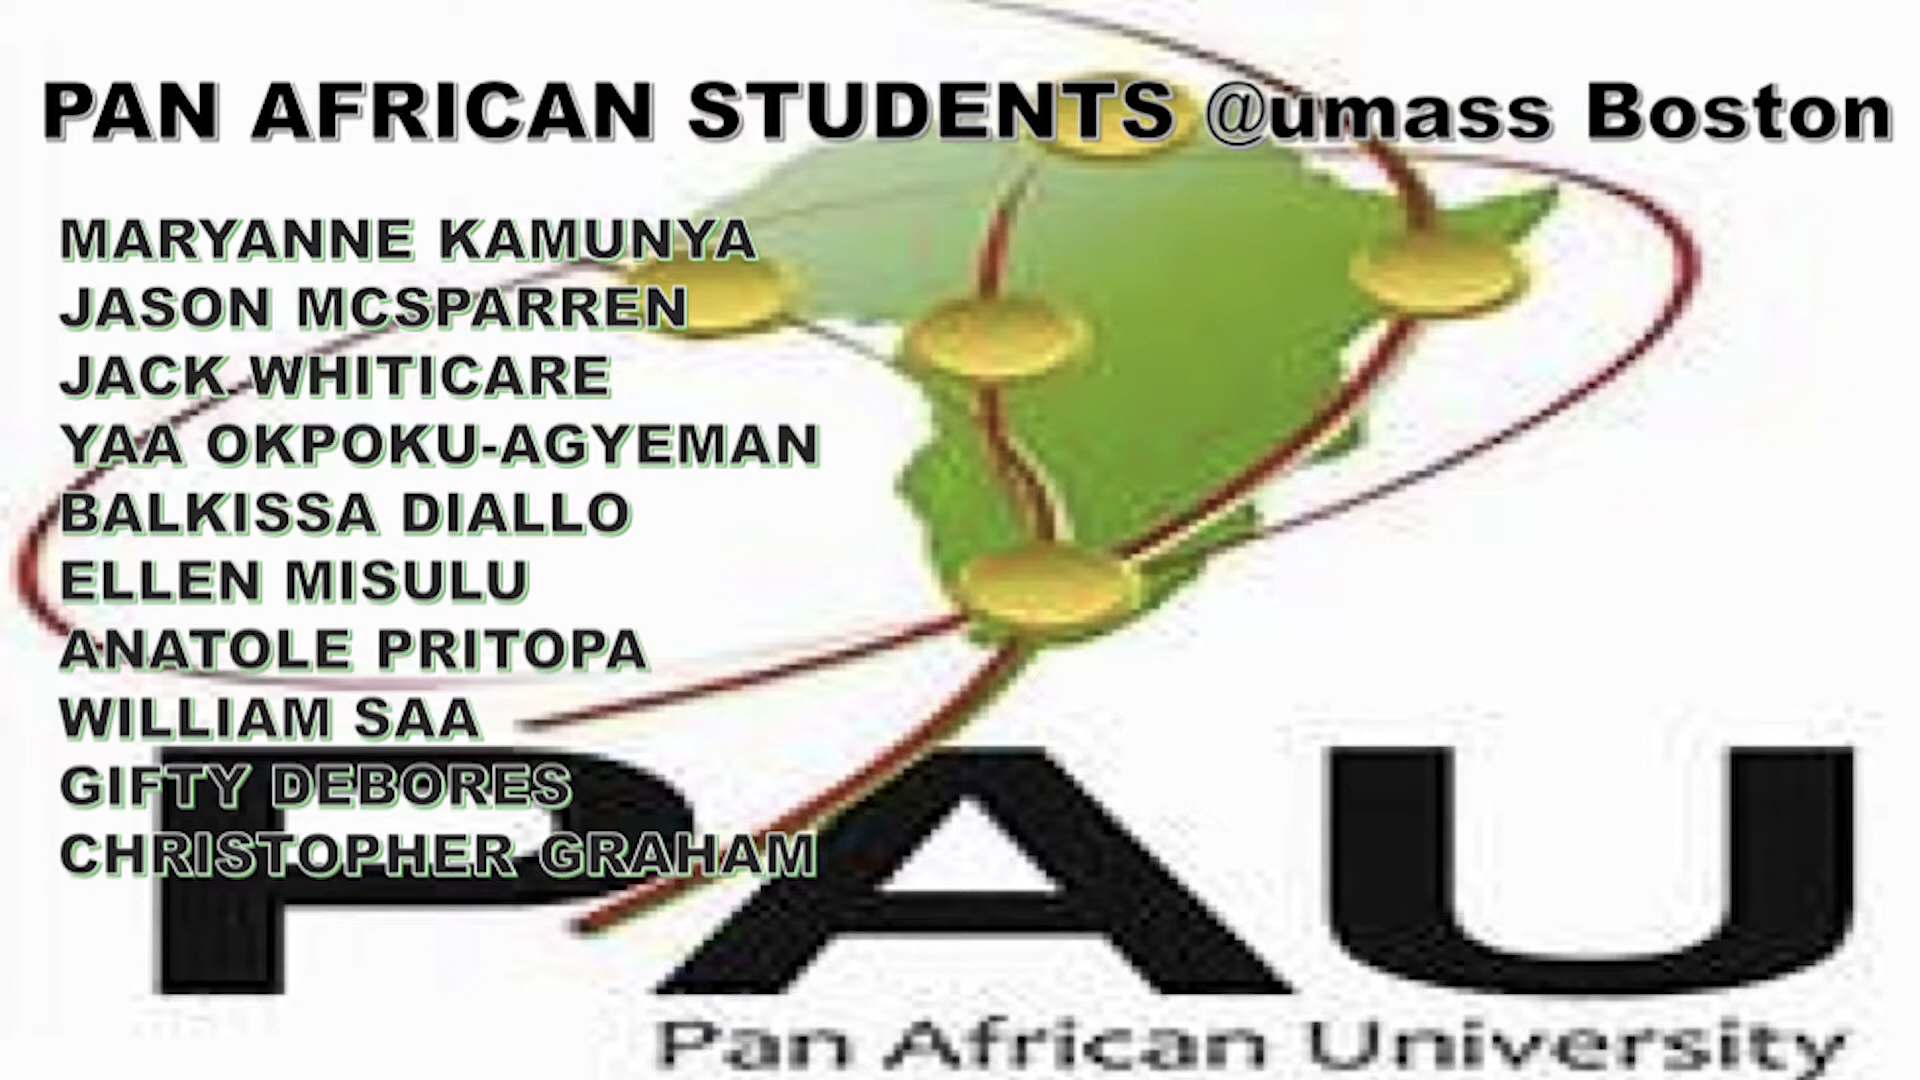 PAN AFRICAN STUDENTS @umass Boston
MARYANNE KAMUNYA
JASON MCSPARREN
JACK WHITICARE
YAA OKPOKU-AGYEMAN
BALKISSA DIALLO
ELLEN MISULU
ANATOLE PRITOPA
WILLIAM SAA
GIFTY DEBORES
CHRISTOPHER GRAHAM
PAU
Pan African University